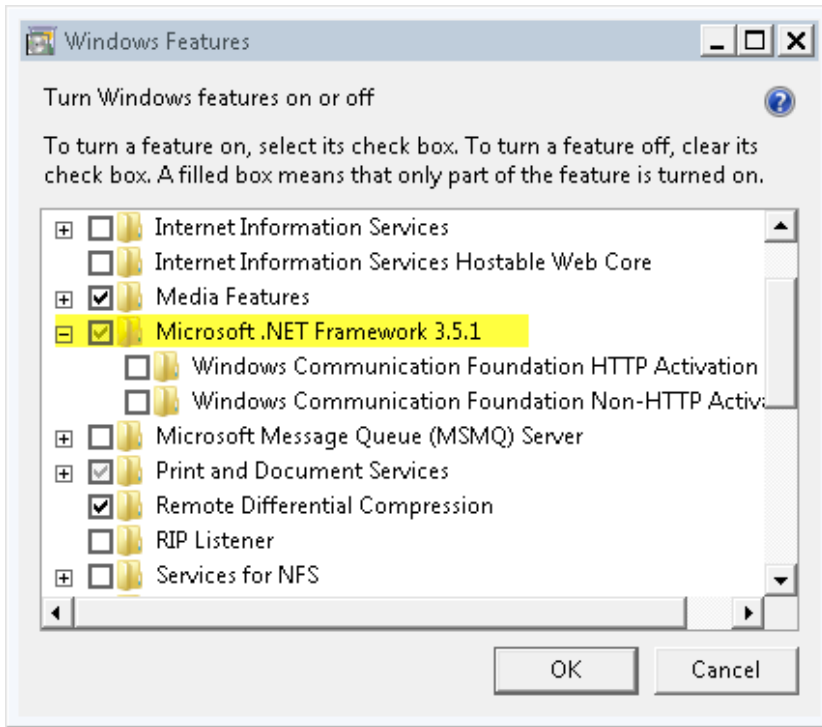 Windows Features
Turn Windows features on or off
To turn a feature on, select its check box. To turn a feature off, clear its
check box. A filled box means that only part of the feature is turned on.
Internet Information Services
Internet Information Services Hostable Web Core
Media Features
Microsoft .NET Framework 3.5.1
Windows Communication Foundation HTTP Activation
Windows Communication Foundation Non-HTTP Activa
Microsoft Message Queue (MSMQ) Server
Print and Document Services
Remote Differential Compression
RIP Listener
Services for NFS
OK Cancel